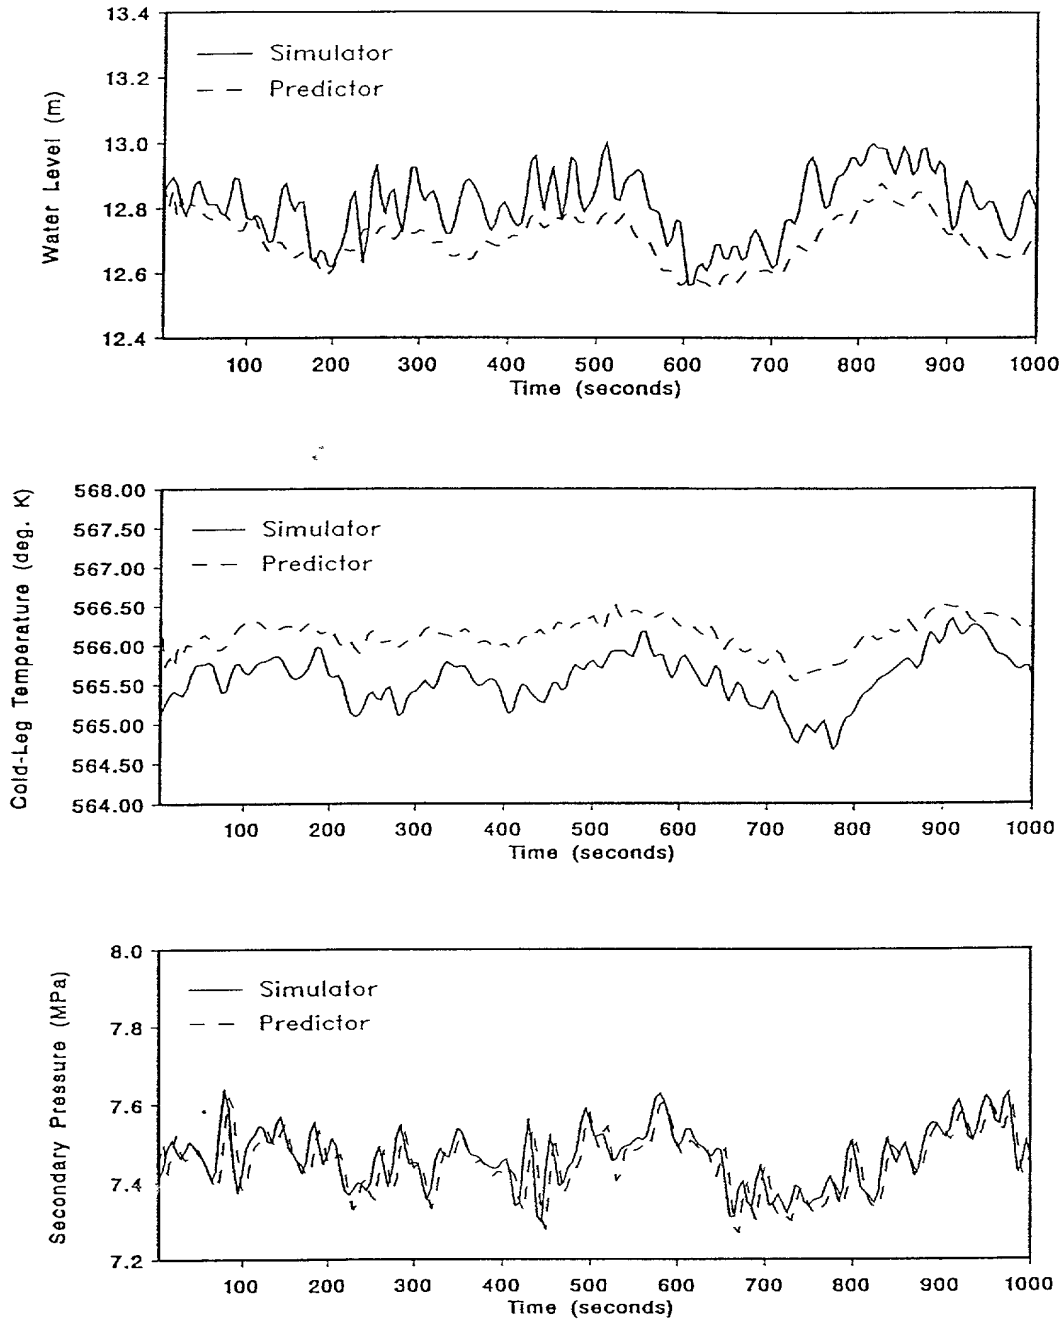 13.4
13.2
13.0
12.8
12.6
12.4
Water Level (m)
Simulator
Predictor
100 200 300 400 500 600 700 800 900 1000
Time (seconds)
568.00
567.50
567.00
566.50
566.00
565.50
565.00
564.50
564.00
Cold-Leg Temperature (deg. K)
Simulator
Predictor
100 200 300 400 500 600 700 800 900 1000
Time (seconds)
8.0
7.8
7.6
7.4
7.2
Secondary Pressure (MPa)
Simulator
Predictor
100 200 300 400 500 600 700 800 900 1000
Time (seconds)